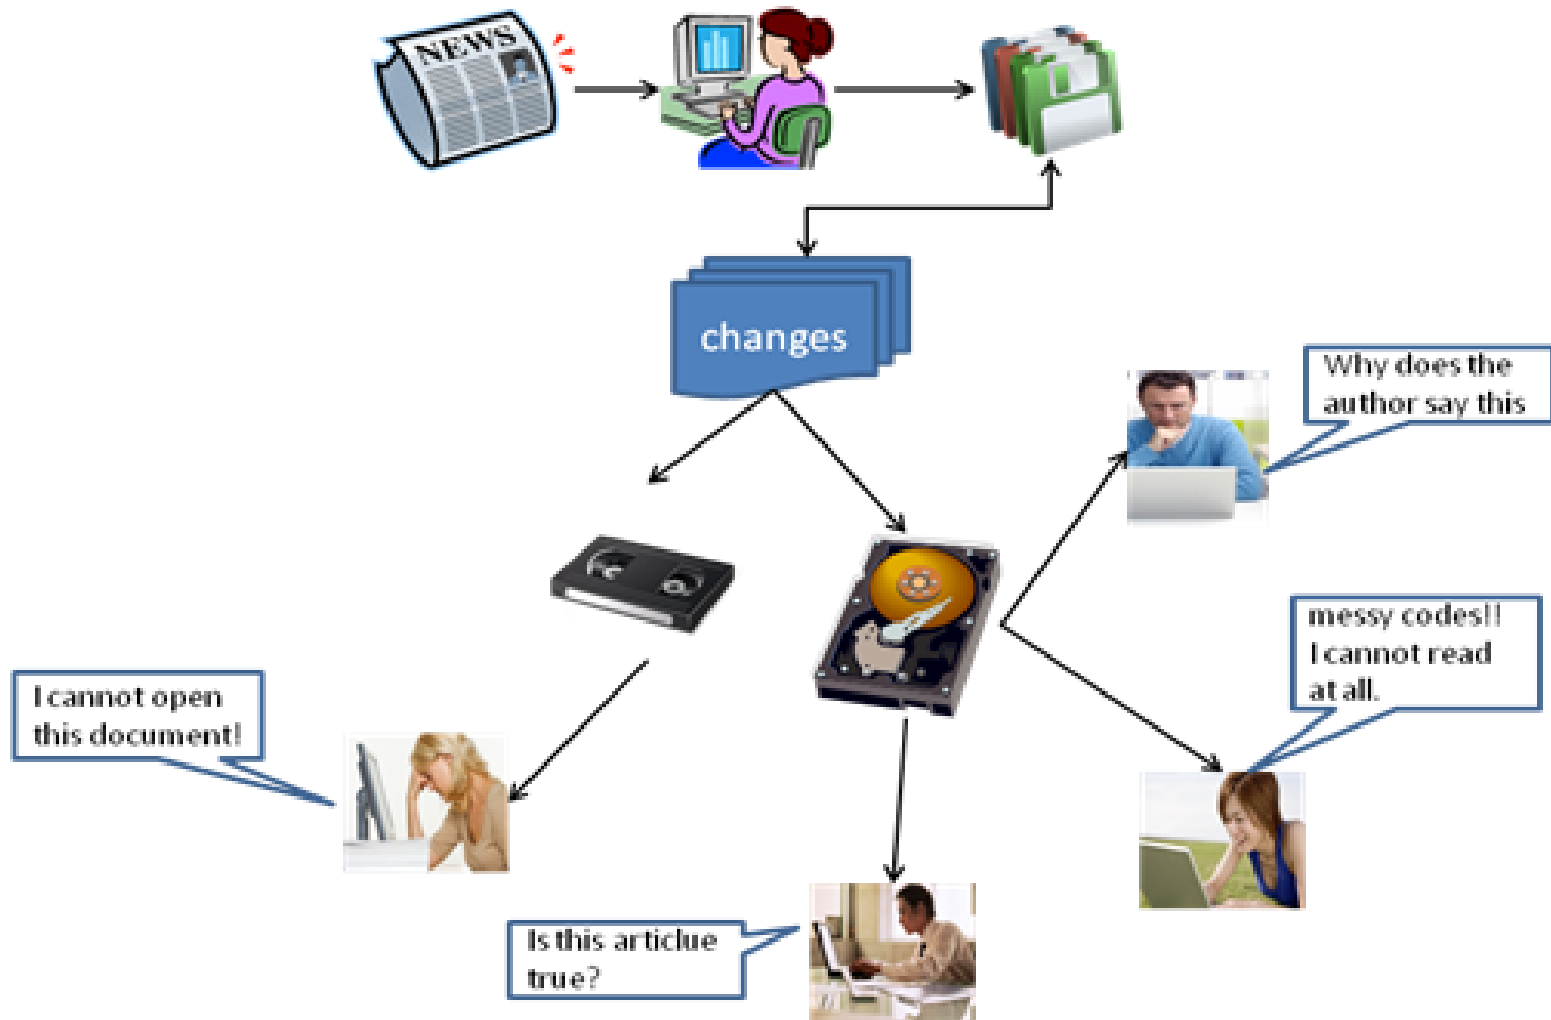 NEWS
changes
Why does the
author say this
messy codes!!
I cannot read
at all.
I cannot open
this document!
Is this articlue
true?